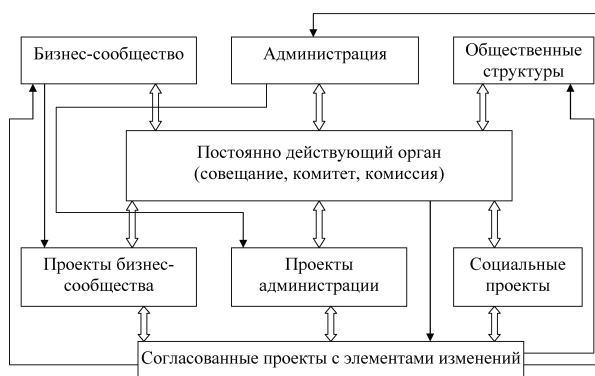 Бизнес-сообщество
Администрация
Общественные
структуры
Постоянно действующий орган
(совещание, комитет, комиссия)
Проекты бизнес-
сообщества
Проекты
администрации
Социальные
проекты
Согласованные проекты с элементами изменений